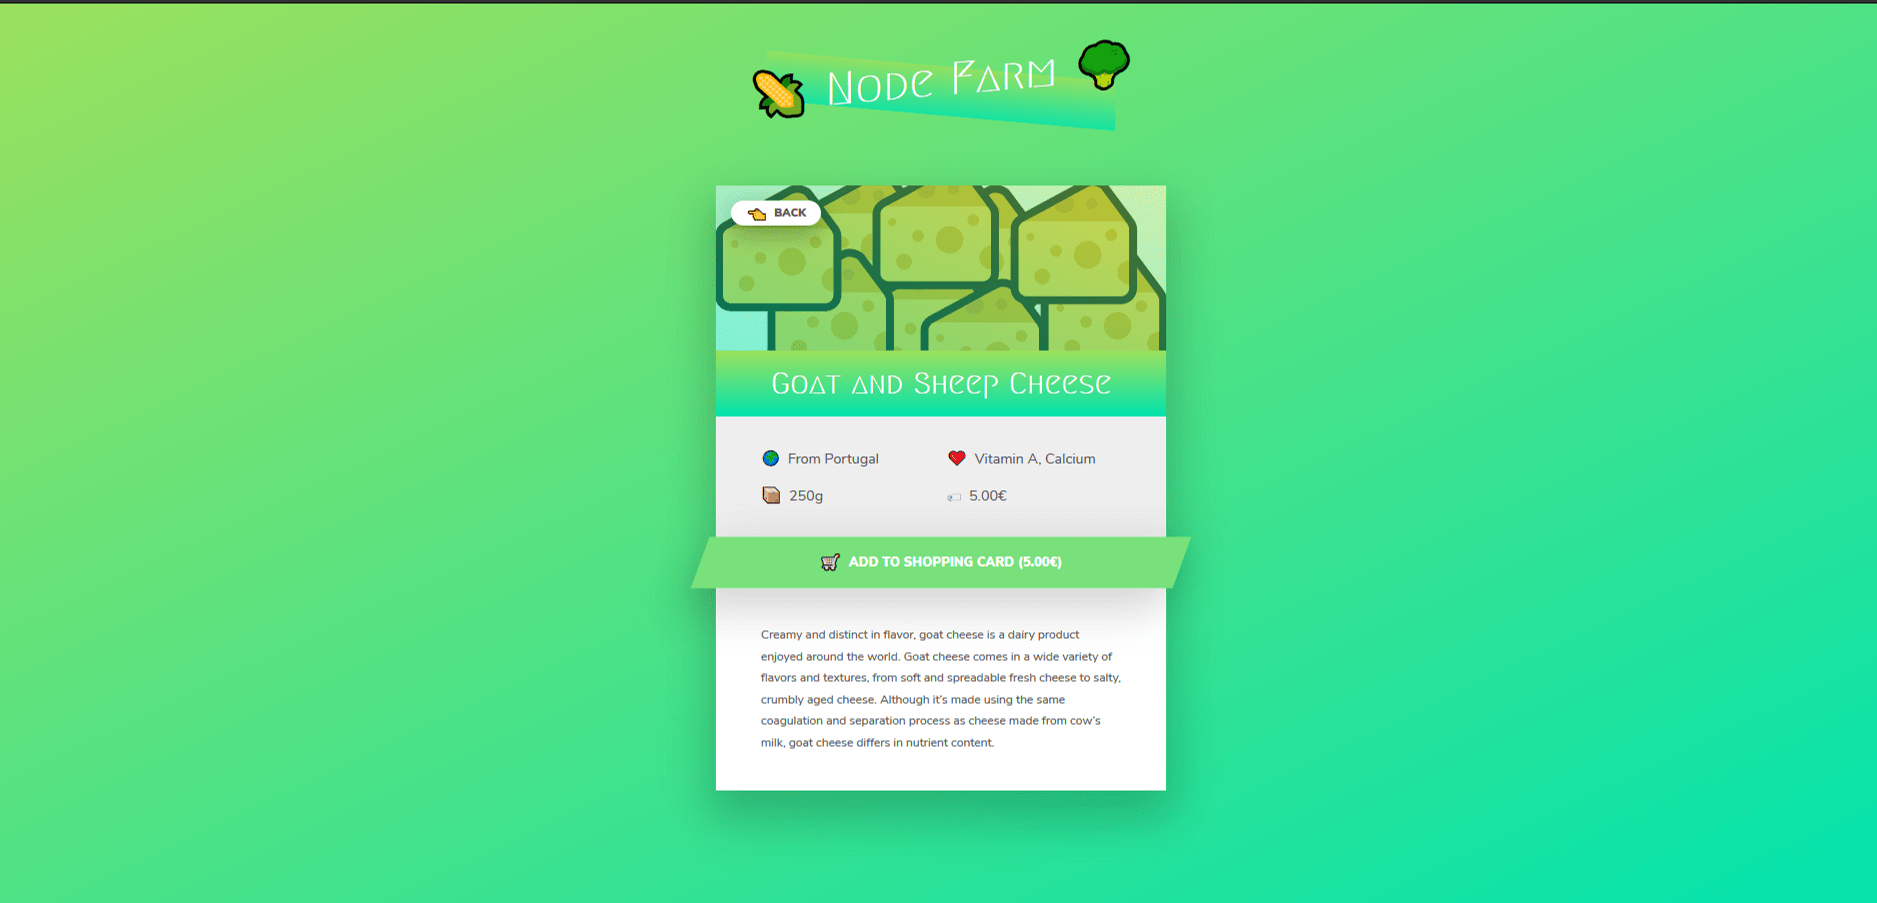 Node Farm
BACK
Goat and Sheep Cheese
From Portugal
Vitamin A, Calcium
250g
5.00€
ADD TO SHOPPING CARD (5.00€)
Creamy and distinct in flavor, goat cheese is a dairy product
enjoyed around the world. Goat cheese comes in a wide variety of
flavors and textures, from soft and spreadable fresh cheese to salty,
crumbly aged cheese. Although it’s made using the same
coagulation and separation process as cheese made from cow’s
milk, goat cheese differs in nutrient content.